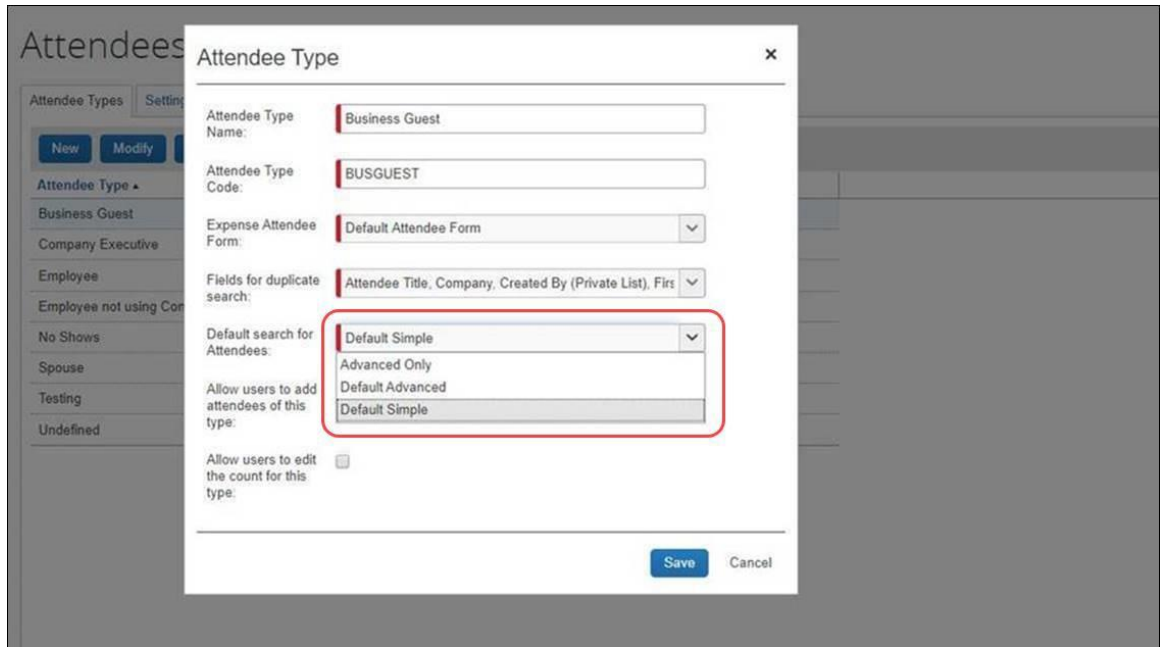 Attendees
Attendee Types Setting
New Modify
Attendee Type
Business Guest
Company Executive
Employee
Employee not using Con
No Shows
Spouse
Testing
Undefined
Attendee Type ×
Attendee Type
Name:
Business Guest
Attendee Type
Code:
BUSGUEST
Expense Attendee
Form:
Default Attendee Form
Fields for duplicate
search:
Attendee Title, Company, Created By (Private List), Firs
Default search for
Attendees:
Default Simple
Advanced Only
Default Advanced
Default Simple
Allow users to add
attendees of this
type:
Allow users to edit
the count for this
type:
Save Cancel